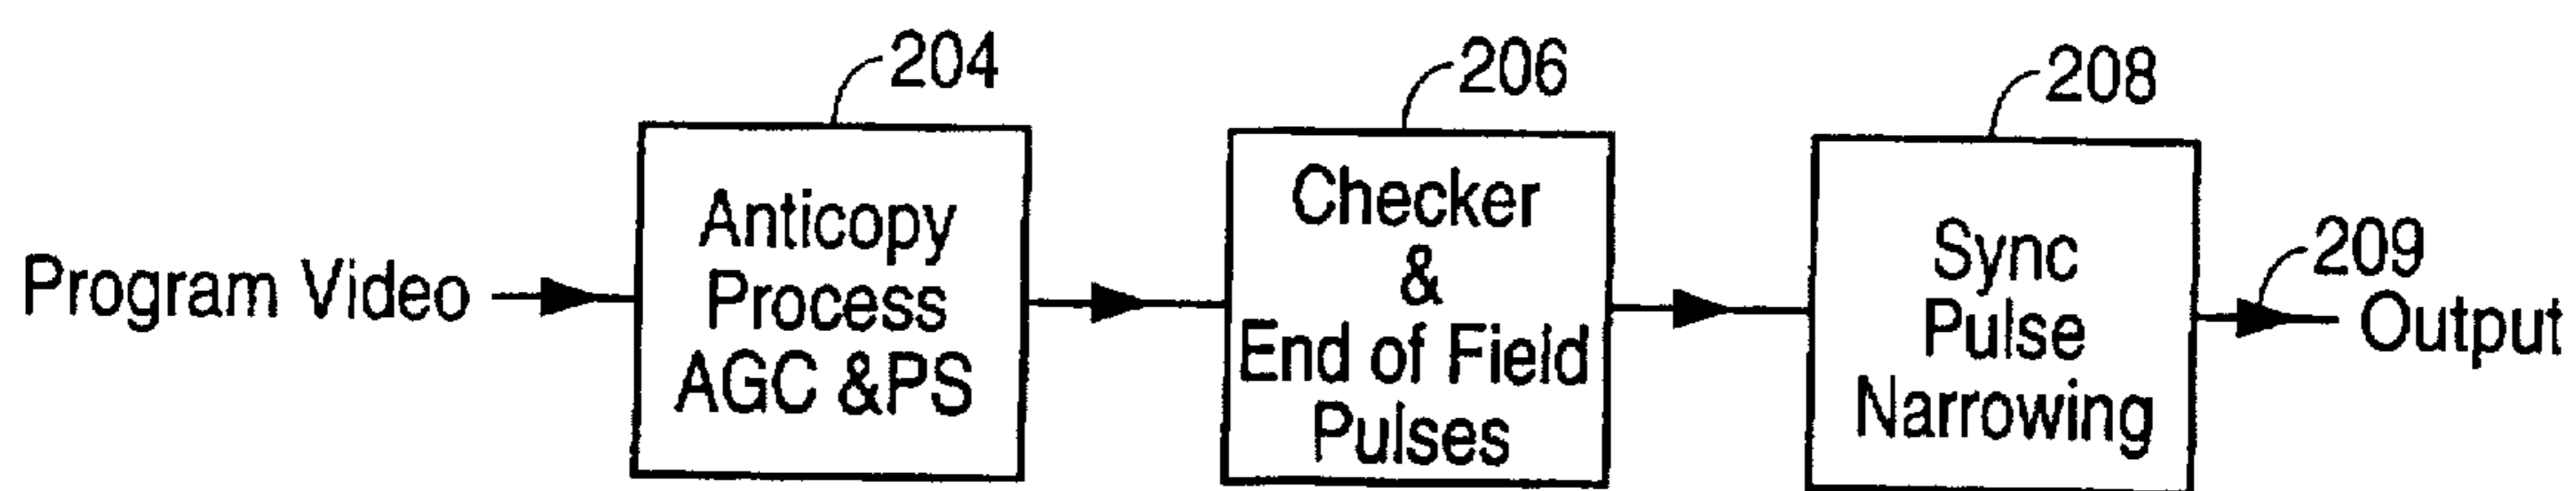 204
206
208
209
Program Video
Anticopy
Process
AGC &PS
Checker
&
End of Field
Pulses
Sync
Pulse
Narrowing
Output